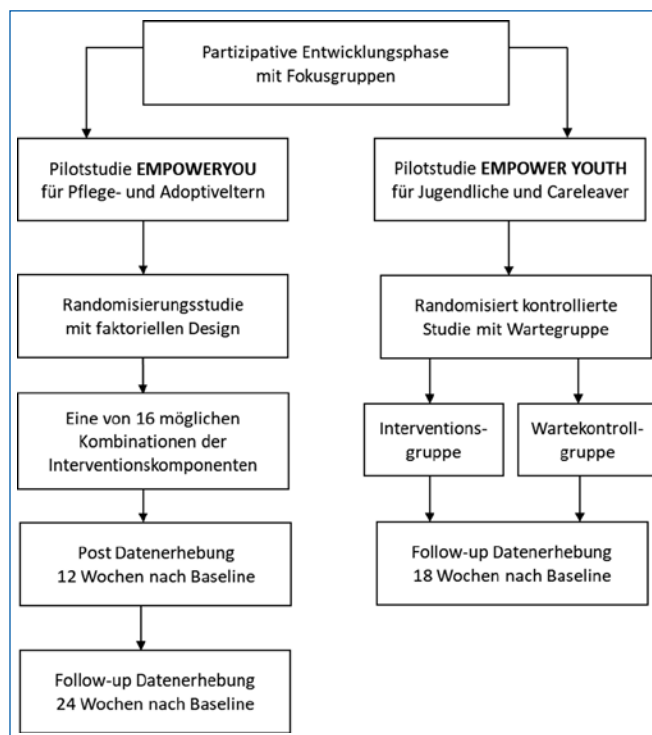 Partizipative Entwicklungsphase
mit Fokusgruppen
Pilotstudie EMPOWERYOU
für Pflege- und Adoptiveltern
Randomisierungsstudie
mit faktoriellen Design
Eine von 16 möglichen
Kombinationen der
Interventionskomponenten
Post Datenerhebung
12 Wochen nach Baseline
Follow-up Datenerhebung
24 Wochen nach Baseline
Pilotstudie EMPOWER YOUTH
für Jugendliche und Careleaver
Randomisiert kontrollierte
Studie mit Wartegruppe
Interventions-
gruppe
Wartekontroll-
gruppe
Follow-up Datenerhebung
18 Wochen nach Baseline